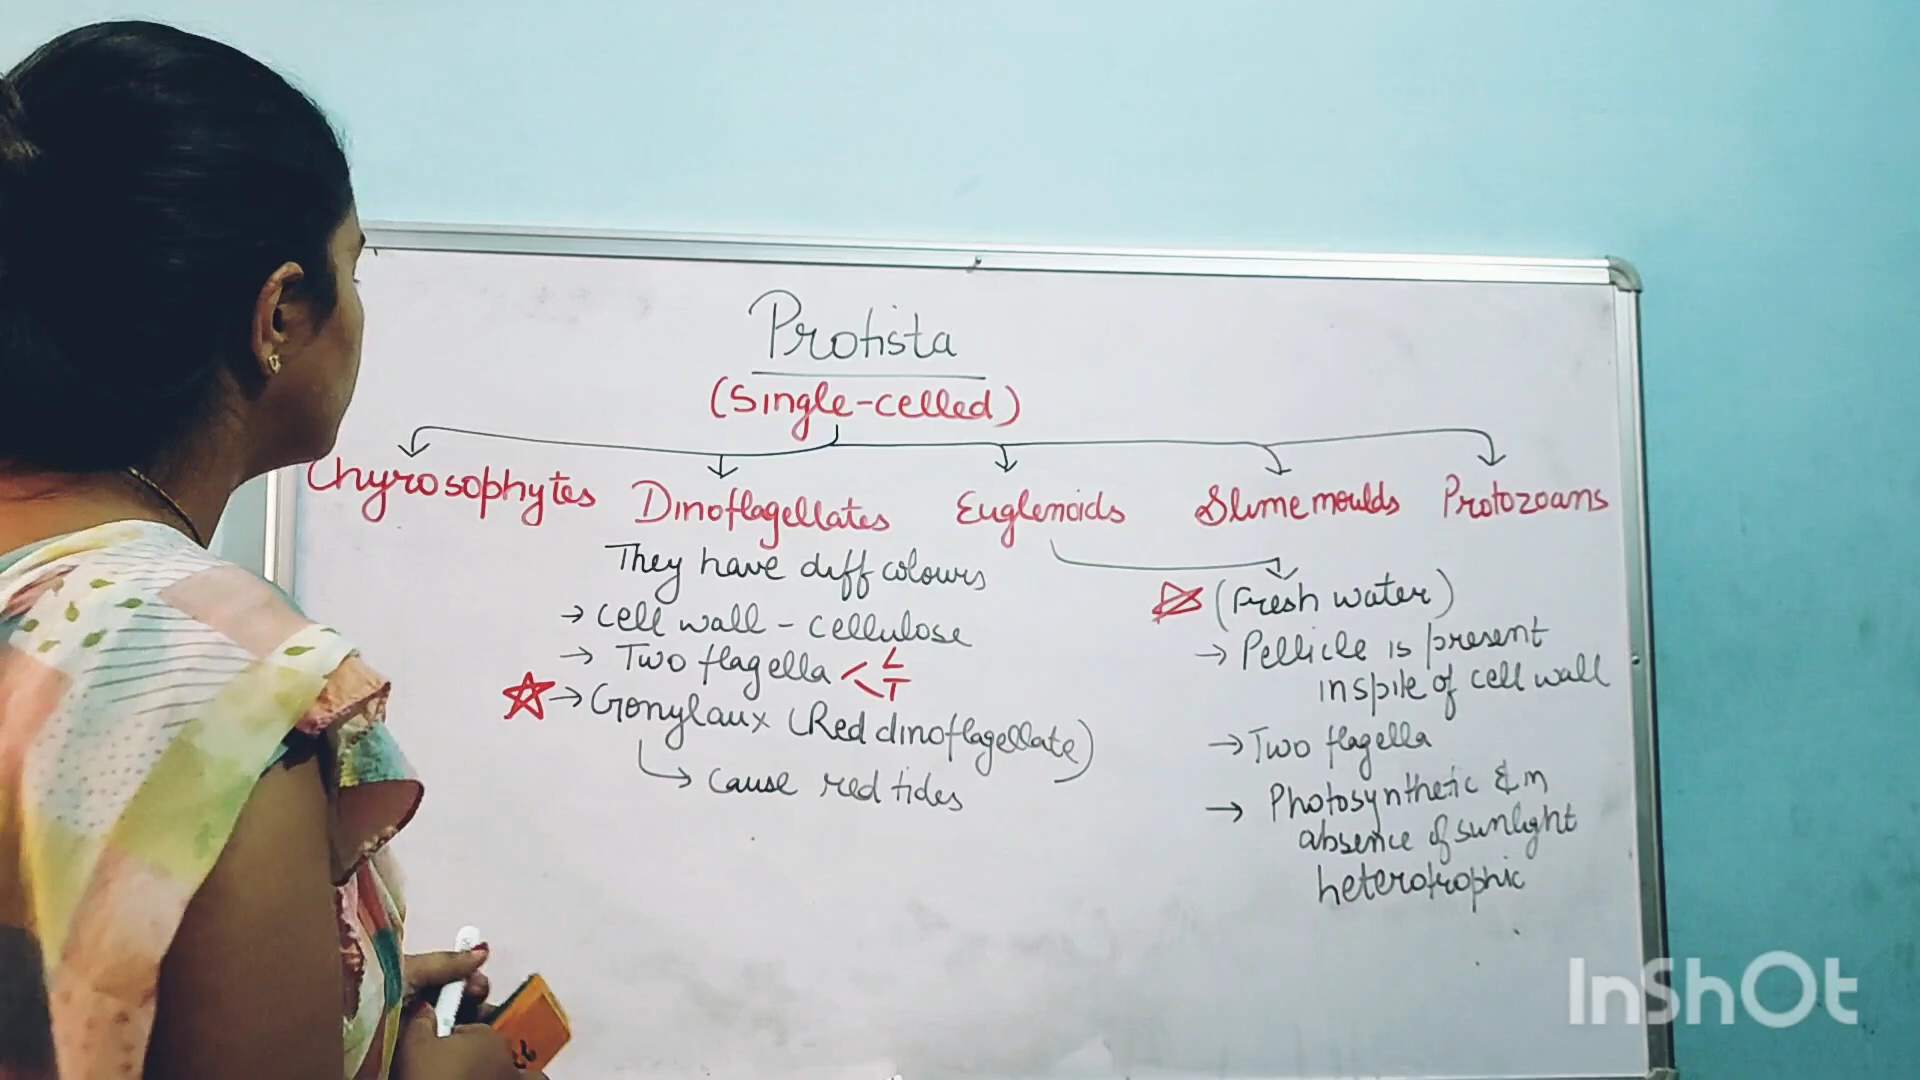 Protista
(Single-celled)
Chyrosophytes Dinoflagellates Euglenoids Slime moulds Protozoans
They have diff colours
→ Cell wall - cellulose
→ Two flagella < L T
→ Gonylaux (Red dinoflagellate)
→ Cause red tides
(Fresh water)
→ Pellicle is present
inspite of cell wall
→ Two flagella
→ Photosynthetic & in
absence of sunlight
heterotrophic
InShOt